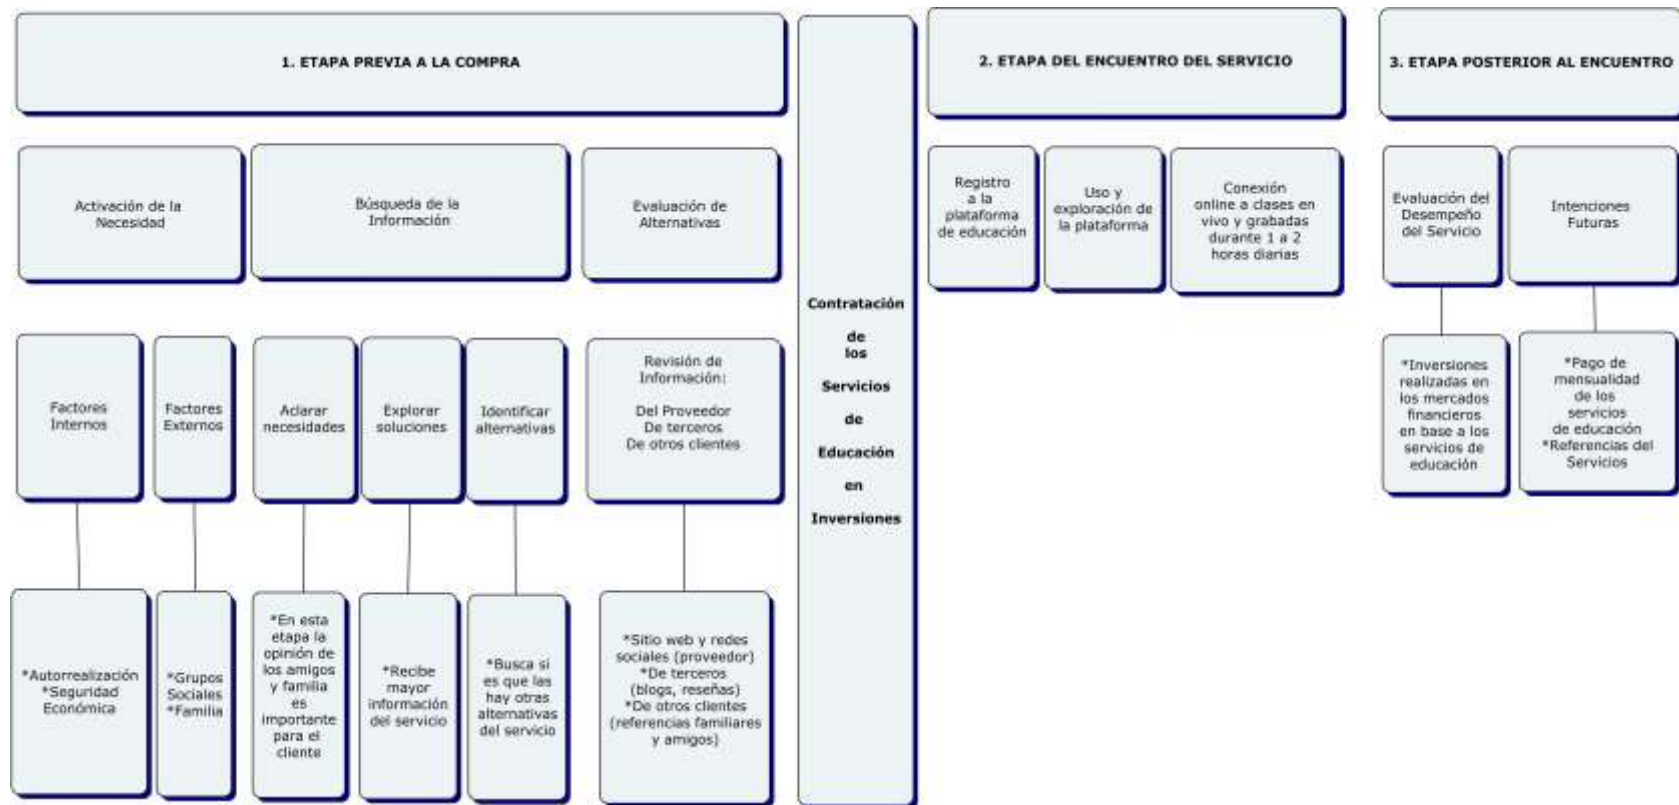 1. ETAPA PREVIA A LA COMPRA
Activación de la
Necesidad
Búsqueda de la
Información
Evaluación de
Alternativas
Factores
Internos
Factores
Externos
Aclarar
necesidades
Explorar
soluciones
Identificar
alternativas
Revisión de
Información:
Del Proveedor
De terceros
De otros clientes
*Autorrealización
*Seguridad
Económica
*Grupos
Sociales
*Familia
*En esta
etapa la
opinión de
los amigos
y familia
es
importante
para el
cliente
*Recibe
mayor
información
del servicio
*Busca si
es que las
hay otras
alternativas
del servicio
*Sitio web y redes
sociales (proveedor)
*De terceros
(blogs, reseñas)
*De otros clientes
(referencias familiares
y amigos)
Contratación
de
los
Servicios
de
Educación
en
Inversiones
2. ETAPA DEL ENCUENTRO DEL SERVICIO
Registro
a la
plataforma
de educación
Uso y
exploración de
la plataforma
Conexión
online a clases en
vivo y grabadas
durante 1 a 2
horas diarias
3. ETAPA POSTERIOR AL ENCUENTRO
Evaluación del
Desempeño
del Servicio
Intenciones
Futuras
*Inversiones
realizadas en
los mercados
financieros
en base a los
servicios de
educación
*Pago de
mensualidad
de los
servicios
de educación
*Referencias del
Servicios